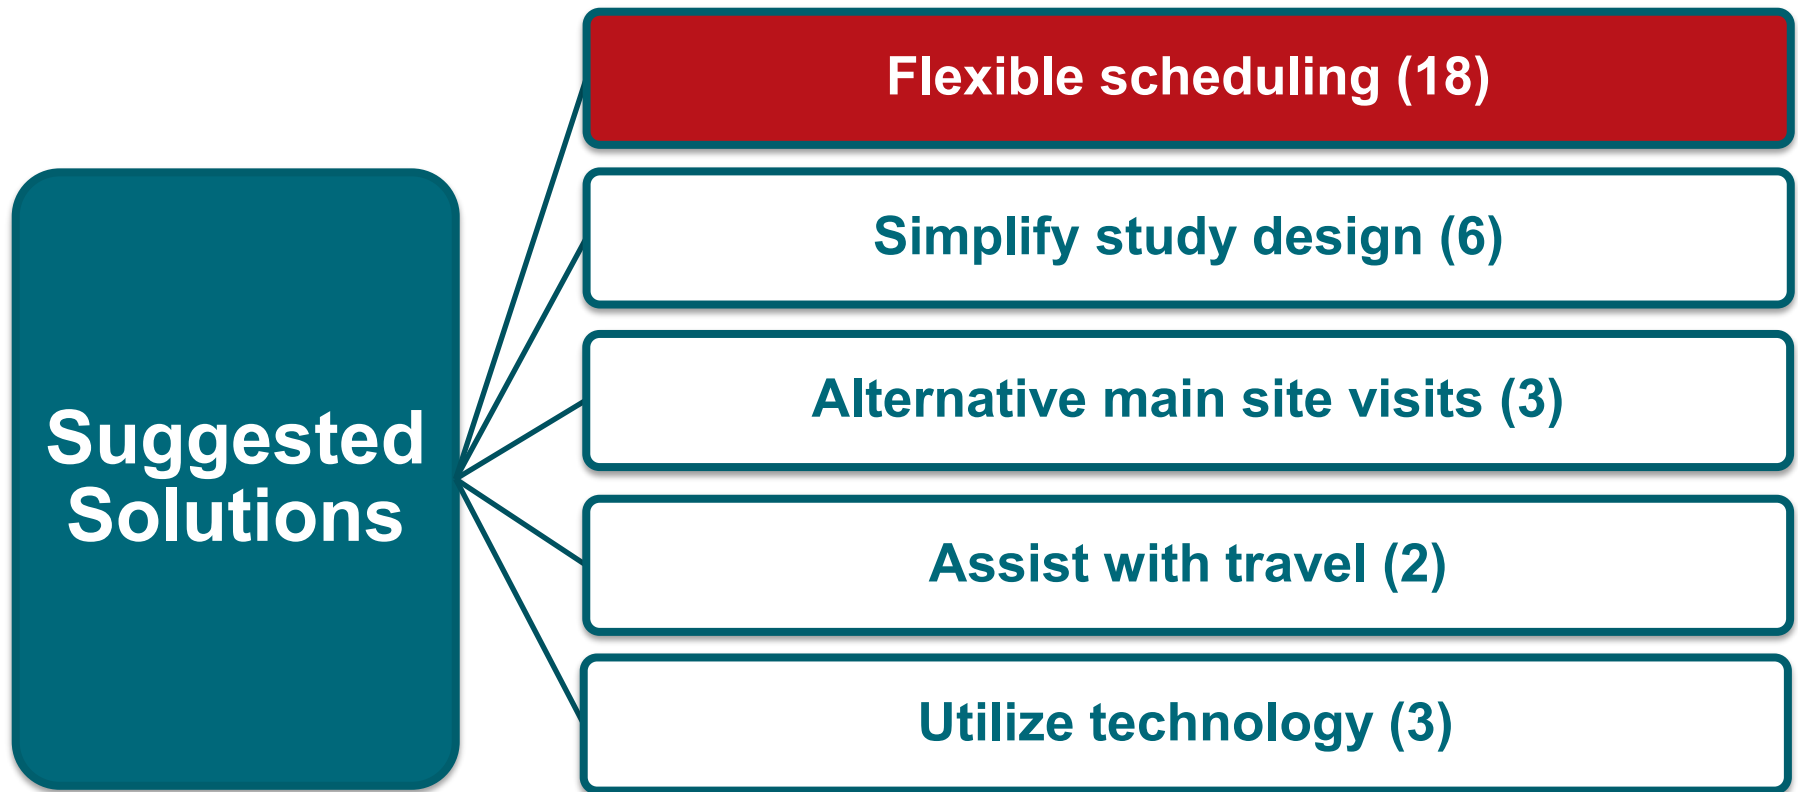 Flexible scheduling (18)
Simplify study design (6)
Suggested
Solutions
Alternative main site visits (3)
Assist with travel (2)
Utilize technology (3)